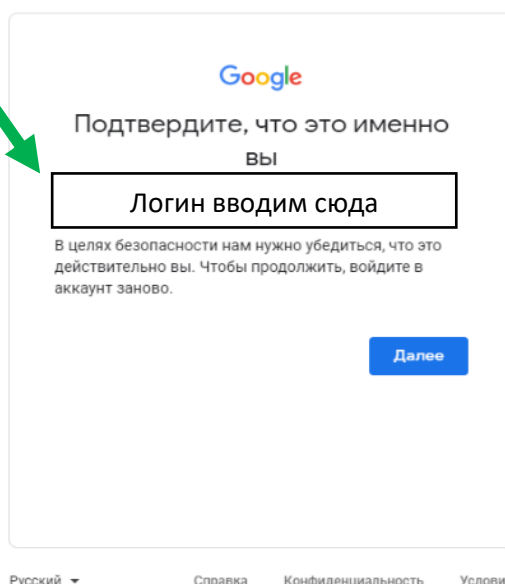 Google
Подтвердите, что это именно
вы
Логин вводим сюда
В целях безопасности нам нужно убедиться, что это
действительно вы. Чтобы продолжить, войдите в
аккаунт заново.
Далее
Русский Справка Конфиденциальность Услови